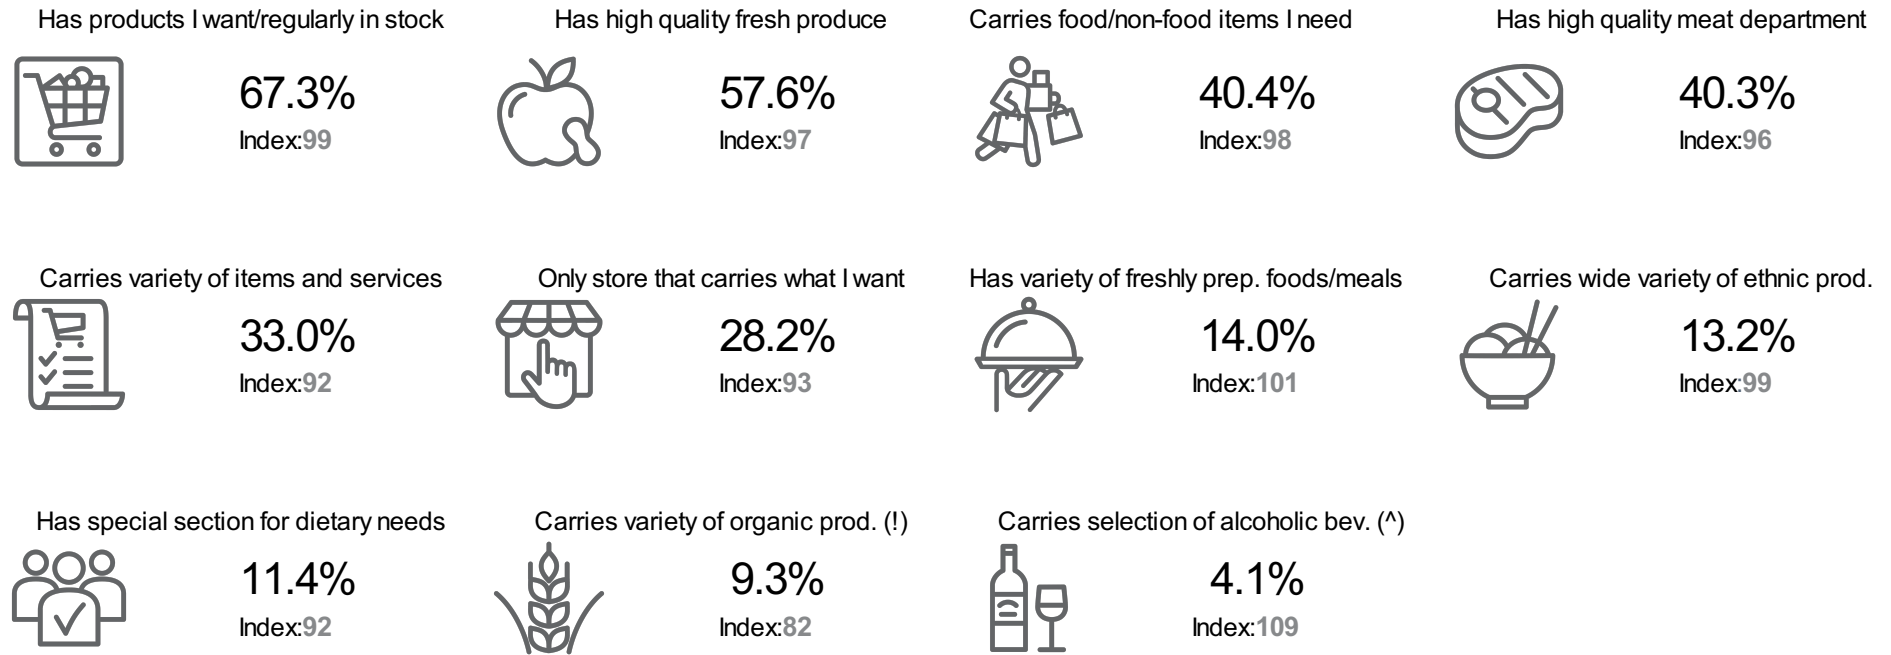 Has products I want/regularly in stock
67.3%
Index:99
Has high quality fresh produce
57.6%
Index:97
Carries food/non-food items I need
40.4%
Index:98
Has high quality meat department
40.3%
Index:96
Carries variety of items and services
33.0%
Index:92
Only store that carries what I want
28.2%
Index:93
Has variety of freshly prep. foods/meals
14.0%
Index:101
Carries wide variety of ethnic prod.
13.2%
Index:99
Has special section for dietary needs
11.4%
Index:92
Carries variety of organic prod. (!)
9.3%
Index:82
Carries selection of alcoholic bev. (^)
4.1%
Index:109